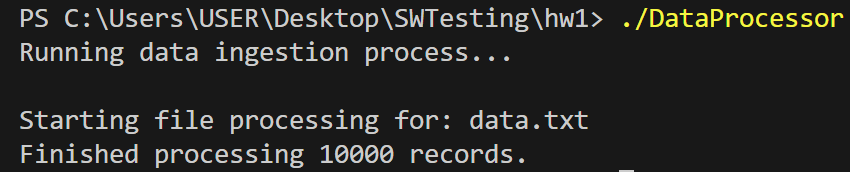 PS C:\Users\USER\Desktop\SWTesting\hw1> ./DataProcessor
Running data ingestion process...
Starting file processing for: data.txt
Finished processing 10000 records.